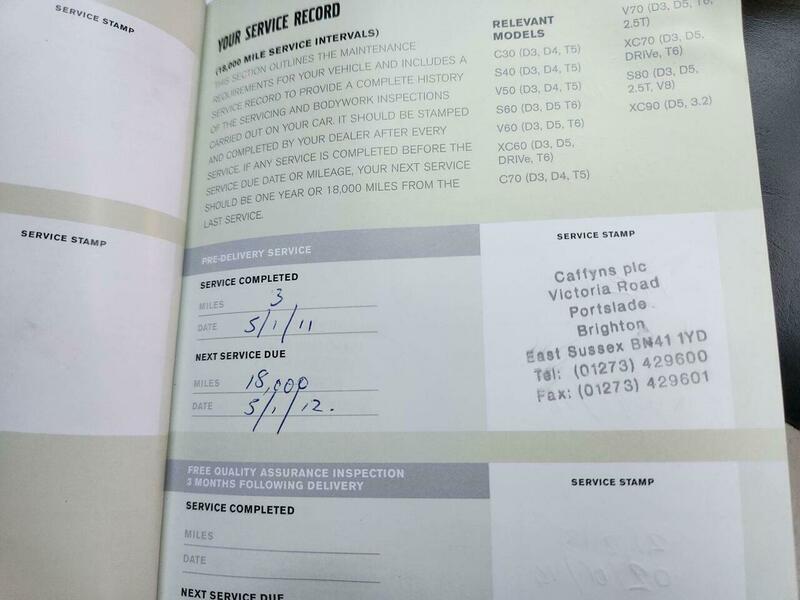 SERVICE STAMP
SERVICE STAMP
YOUR SERVICE RECORD
(18,000 MILE SERVICE INTERVALS)
THIS SECTION OUTLINES THE MAINTENANCE
REQUIREMENTS FOR YOUR VEHICLE AND INCLUDES A
SERVICE RECORD TO PROVIDE A COMPLETE HISTORY
OF THE SERVICING AND BODYWORK INSPECTIONS
CARRIED OUT ON YOUR CAR. IT SHOULD BE STAMPED
AND COMPLETED BY YOUR DEALER AFTER EVERY
SERVICE. IF ANY SERVICE IS COMPLETED BEFORE THE
SERVICE DUE DATE OR MILEAGE, YOUR NEXT SERVICE
SHOULD BE ONE YEAR OR 18,000 MILES FROM THE
LAST SERVICE.
RELEVANT
MODELS
C30 (D3, D4, T5)
S40 (D3, D4, T5)
V50 (D3, D4, T5)
S60 (D3, D5 T6)
V60 (D3, D5, T6)
XC60 (D3, D5,
DRIVe, T6)
C70 (D3, D4, T5)
V70 (D3, D5, T6,
2.5T)
XC70 (D3, D5,
DRIVe, T6)
S80 (D3, D5,
2.5T, V8)
XC90 (D5, 3.2)
PRE-DELIVERY SERVICE
SERVICE COMPLETED
MILES 3
DATE 5/1/11
NEXT SERVICE DUE
MILES 18,000
DATE 5/1/12.
SERVICE STAMP
Caffyns plc
Victoria Road
Portslade
Brighton
East Sussex BN41 1YD
Tel: (01273) 429600
Fax: (01273) 429601
FREE QUALITY ASSURANCE INSPECTION
3 MONTHS FOLLOWING DELIVERY
SERVICE COMPLETED
MILES
DATE
NEXT SERVICE DUE
SERVICE STAMP